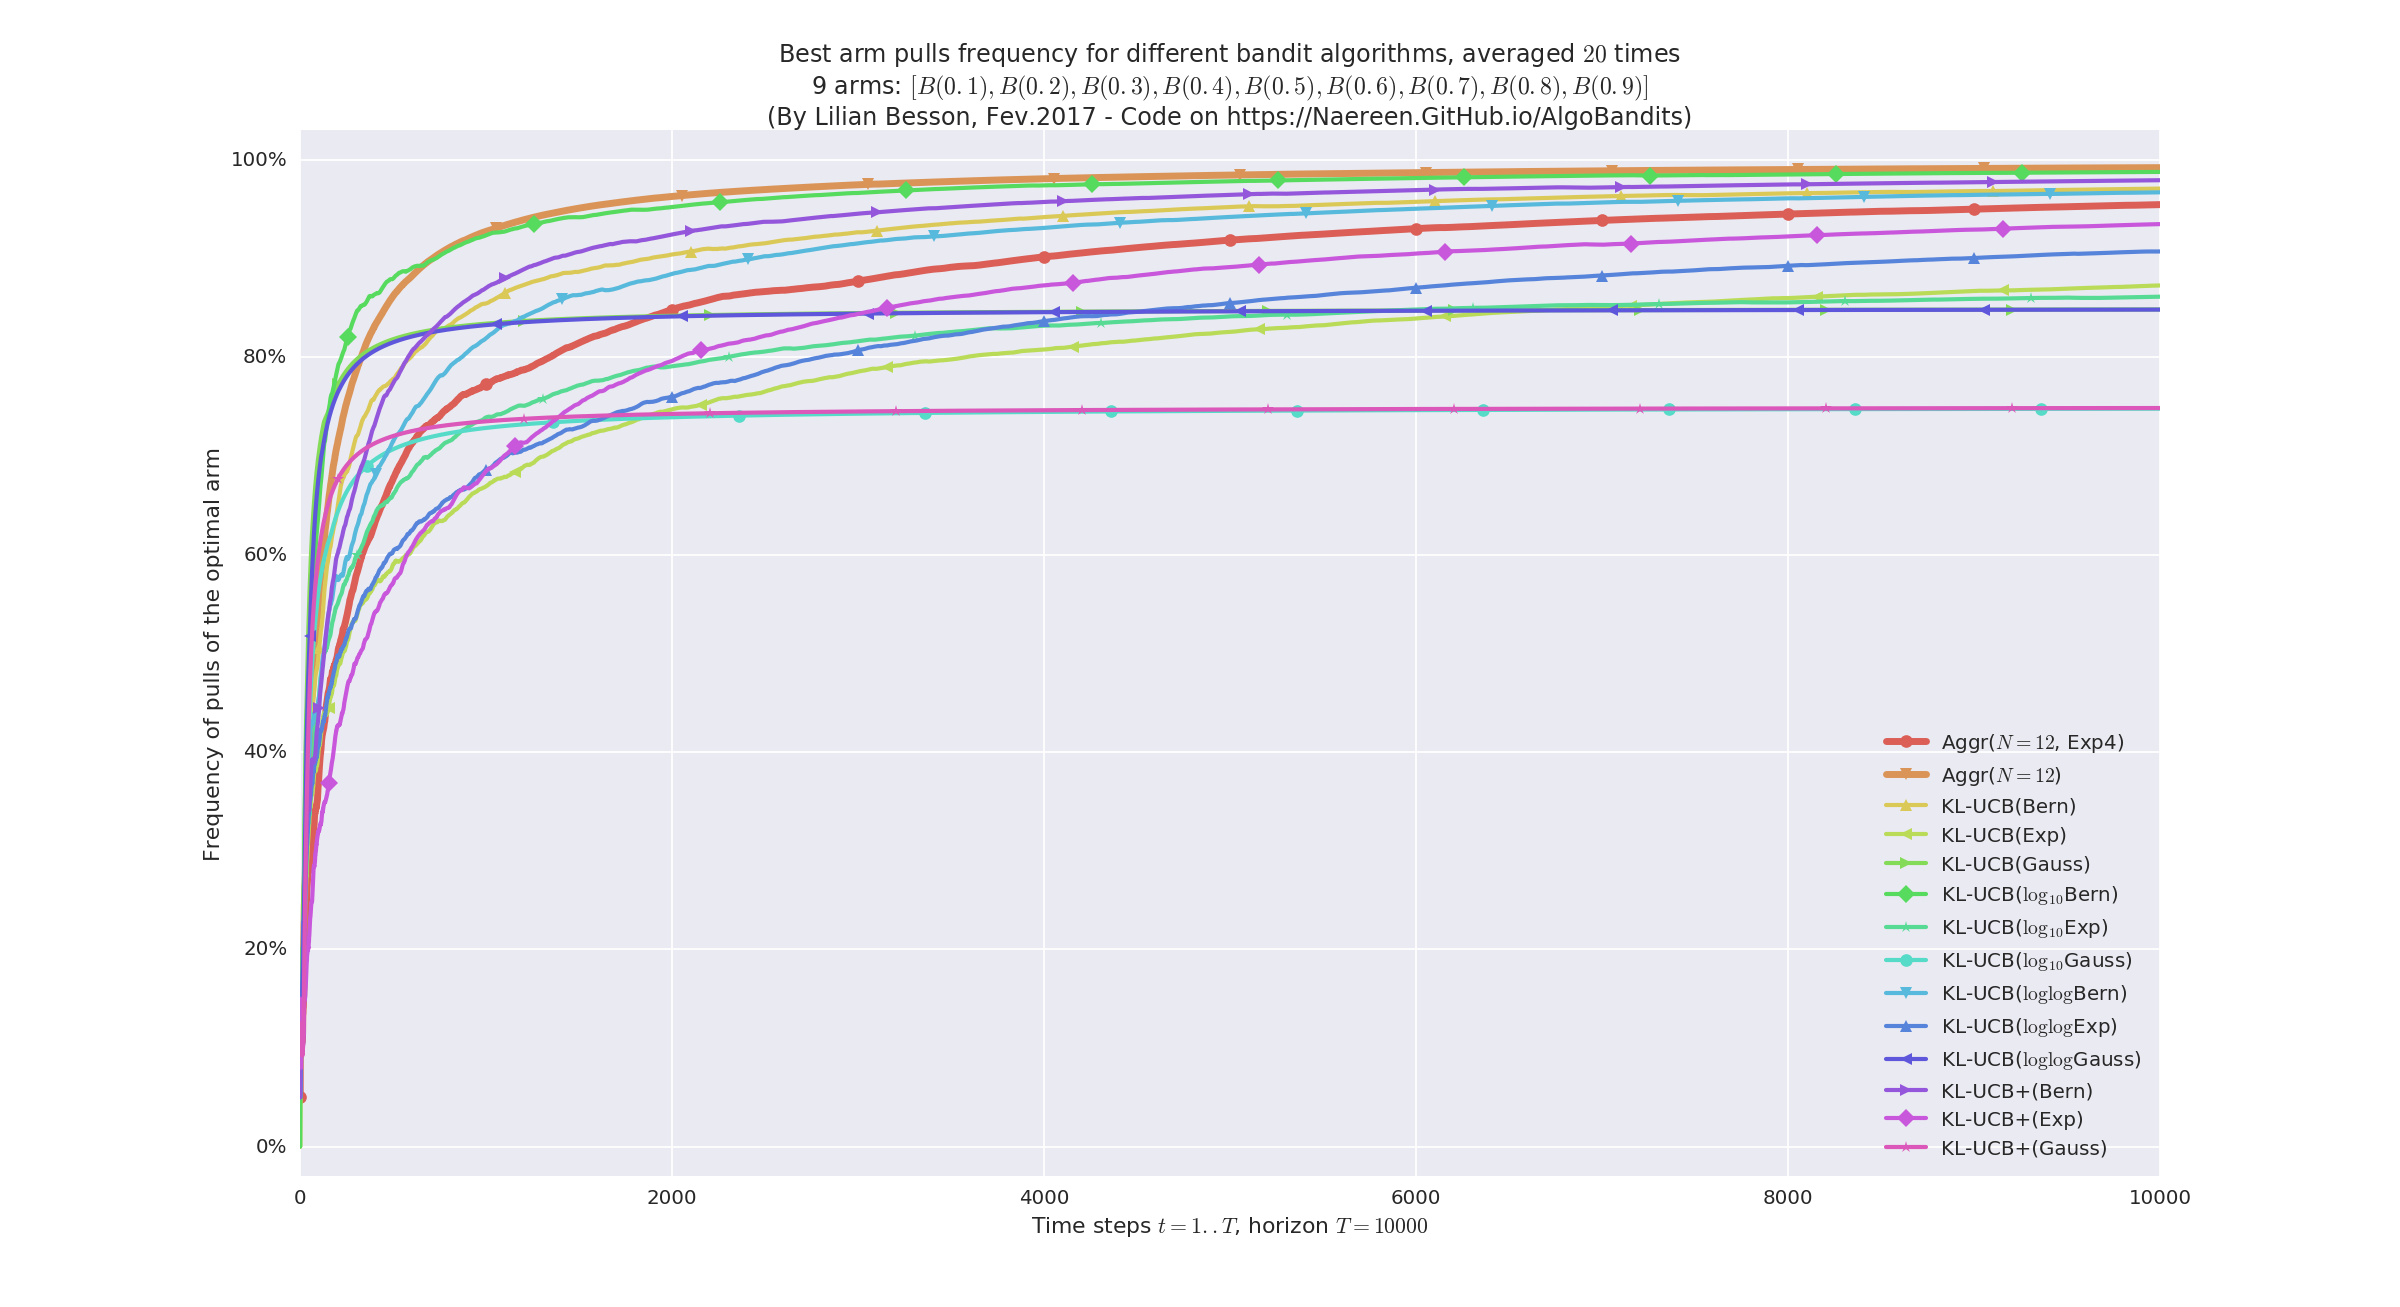 Best arm pulls frequency for different bandit algorithms, averaged 20 times
9 arms: [B(0.1), B(0.2), B(0.3), B(0.4), B(0.5), B(0.6), B(0.7), B(0.8), B(0.9)]
(By Lilian Besson, Fev.2017 - Code on https://Naereen.GitHub.io/AlgoBandits)
100%
80%
60%
40%
20%
0%
Frequency of pulls of the optimal arm
Aggr(N = 12, Exp4)
Aggr(N = 12)
KL-UCB(Bern)
KL-UCB(Exp)
KL-UCB(Gauss)
KL-UCB(log₁₀Bern)
KL-UCB(log₁₀Exp)
KL-UCB(log₁₀Gauss)
KL-UCB(loglogBern)
KL-UCB(loglogExp)
KL-UCB(loglogGauss)
KL-UCB+(Bern)
KL-UCB+(Exp)
KL-UCB+(Gauss)
0 2000 4000 6000 8000 10000
Time steps t = 1..T, horizon T = 10000